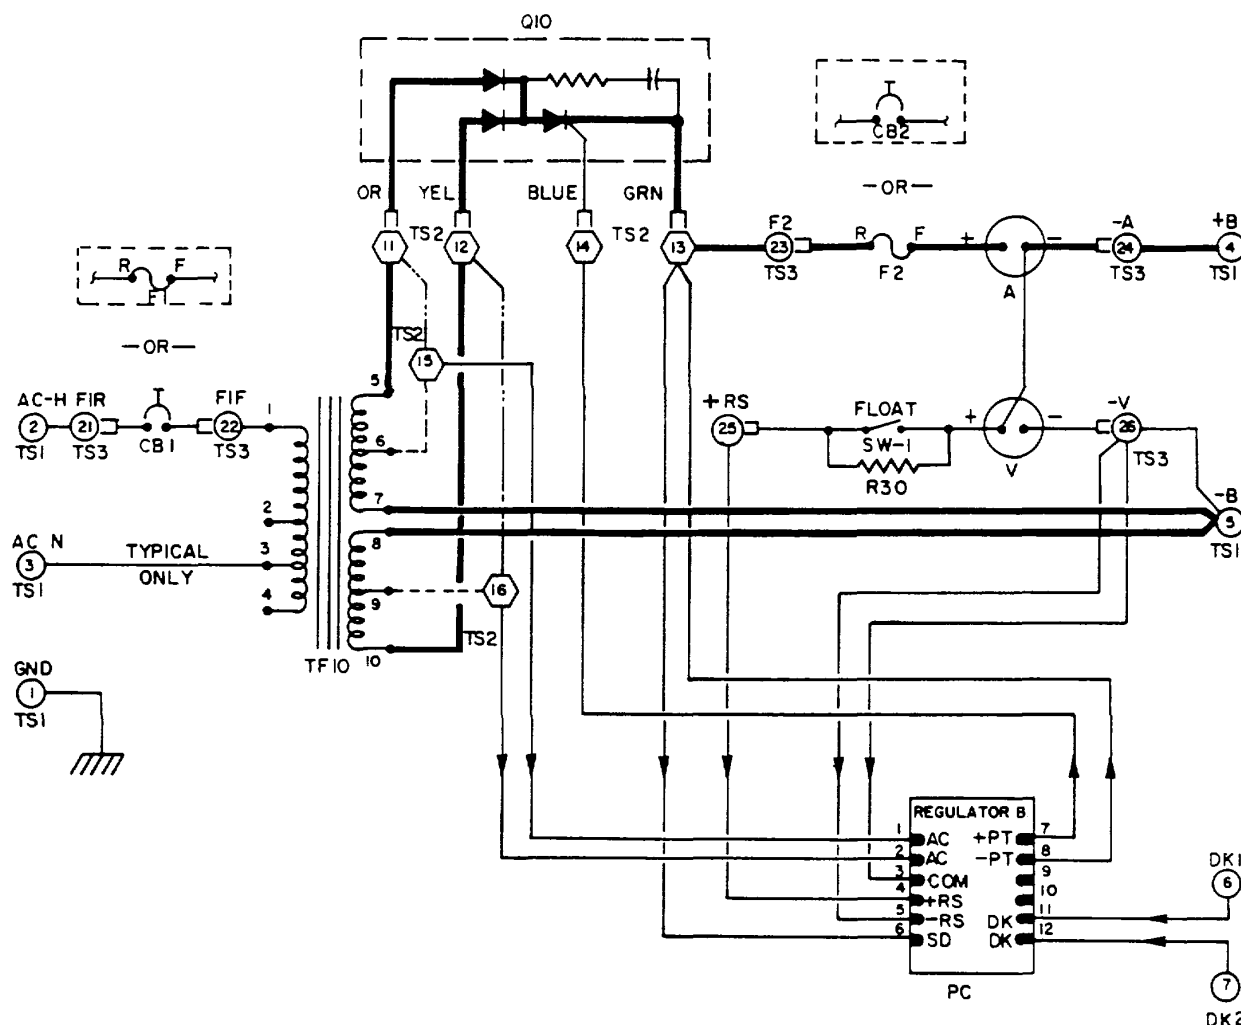 Q10
CB2
—OR—
OR YEL BLUE GRN
11 TS2 12 14 TS2 13
F2
23
TS3
R F
F2
+ −
A
-A
24
TS3
+B
4
TS1
R F
F1
—OR—
AC-H F1R F1F
2 21 22
TS1 TS3 CB1 TS3
TS2
15
1
2
3
4
5
6
7
8
9
10
+RS
25
FLOAT
SW-1
R30
+ −
V
-V
26
TS3
-B
5
TS1
AC N
3
TS1
TYPICAL
ONLY
16
TS2
TF10
GND
1
TS1
REGULATOR B
1 AC +PT 7
2 AC -PT 8
3 COM 9
4 +RS 10
5 -RS DK 11
6 SD DK 12
PC
DK1
6
7
DK2